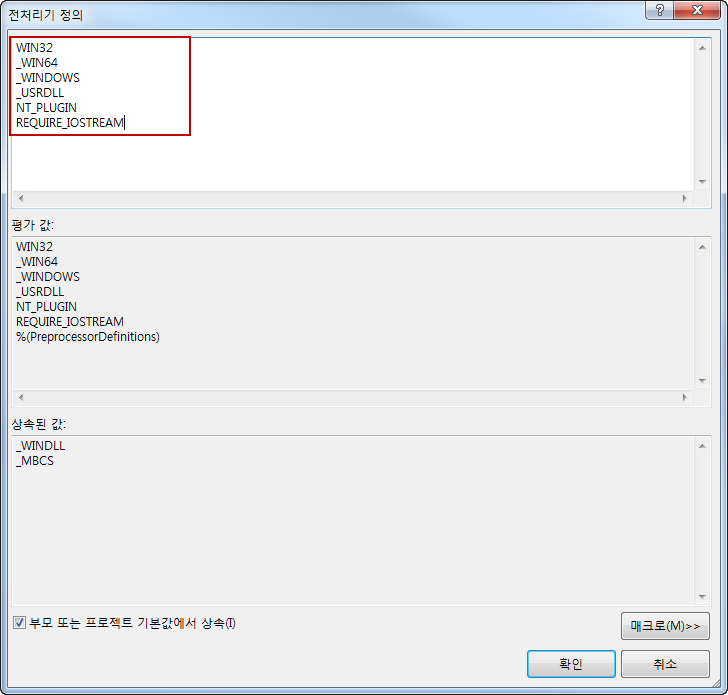 전처리기 정의
?
WIN32
_WIN64
_WINDOWS
_USRDLL
NT_PLUGIN
REQUIRE_IOSTREAM
평가 값:
WIN32
_WIN64
_WINDOWS
_USRDLL
NT_PLUGIN
REQUIRE_IOSTREAM
%(PreprocessorDefinitions)
상속된 값:
_WINDLL
_MBCS
부모 또는 프로젝트 기본값에서 상속(I)
매크로(M)>>
확인
취소